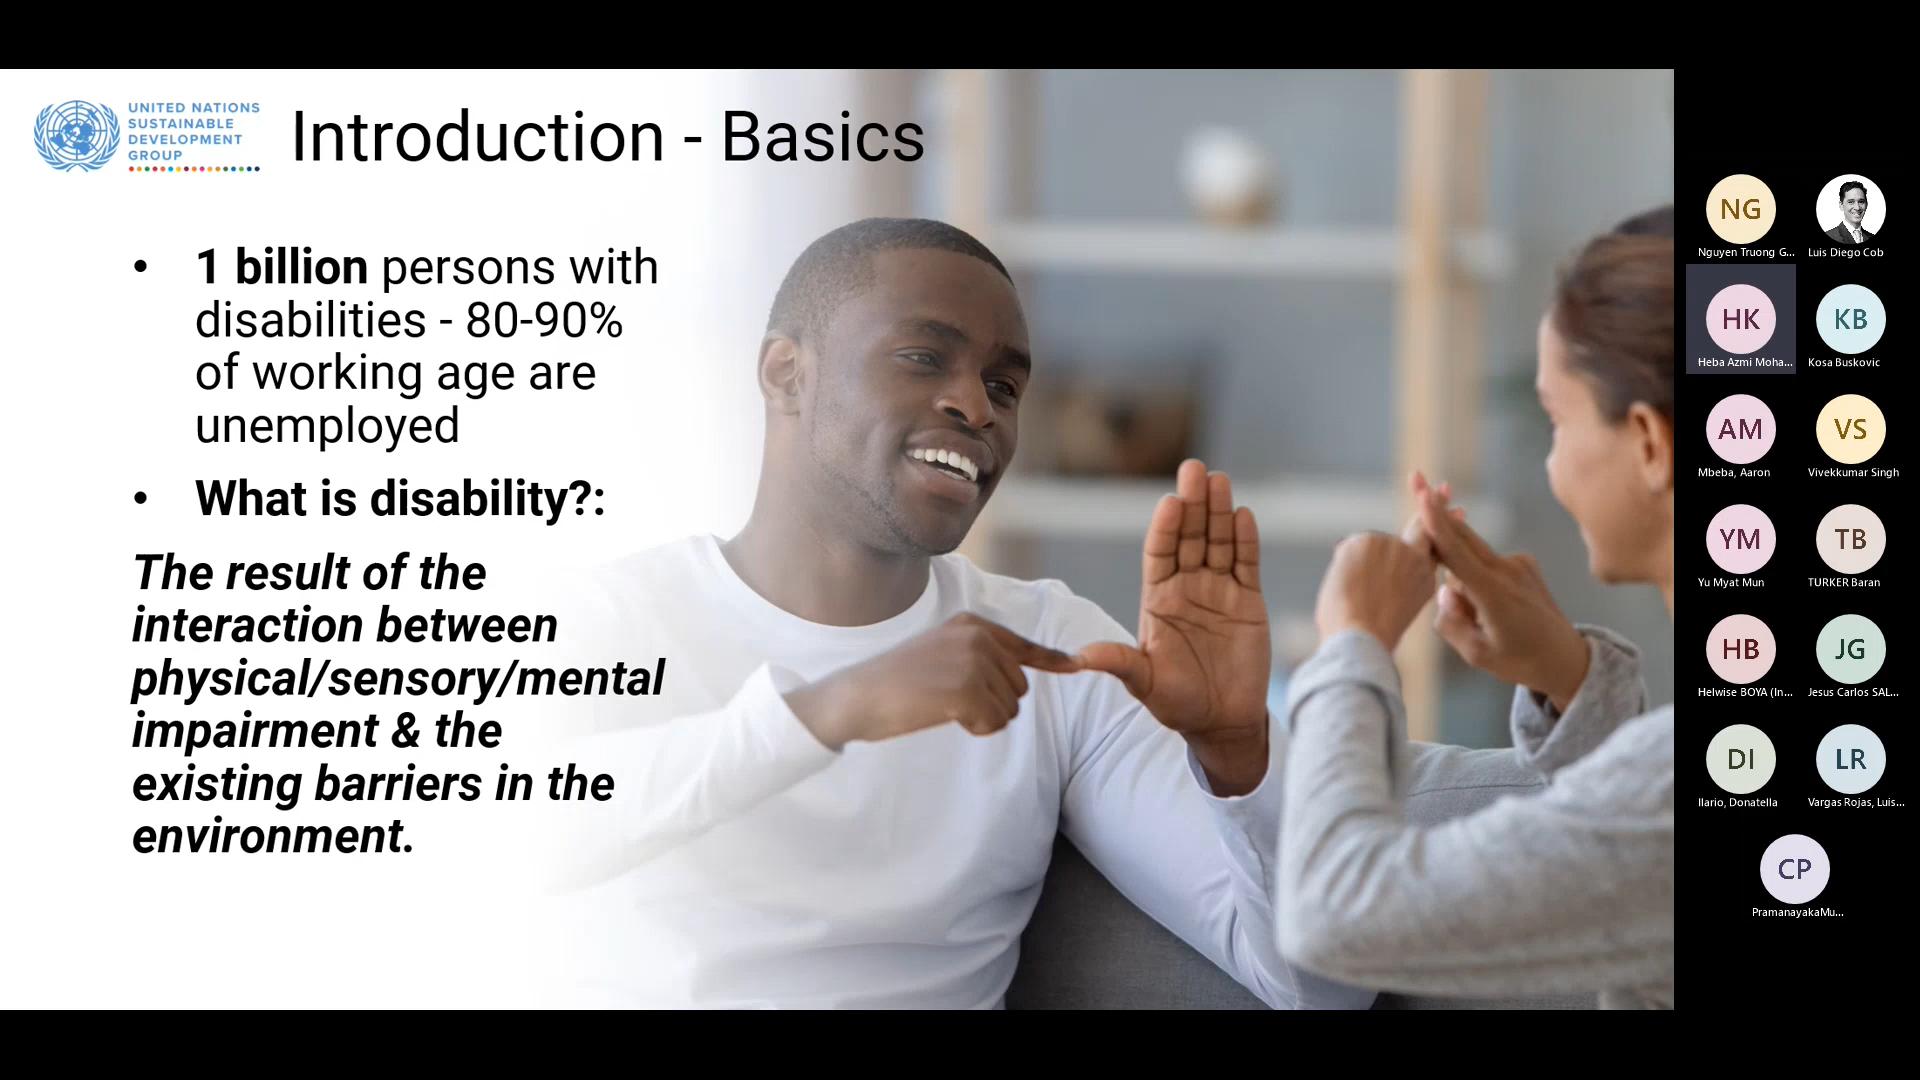 UNITED NATIONS
SUSTAINABLE
DEVELOPMENT
GROUP
Introduction - Basics
• 1 billion persons with
disabilities - 80-90%
of working age are
unemployed
• What is disability?:
The result of the
interaction between
physical/sensory/mental
impairment & the
existing barriers in the
environment.
NG
Nguyen Truong G...
Luis Diego Cob
HK
Heba Azmi Moha...
KB
Kosa Buskovic
AM
Mbeba, Aaron
VS
Vivekkumar Singh
YM
Yu Myat Mun
TB
TURKER Baran
HB
Helwise BOYA (In...
JG
Jesus Carlos SAL...
DI
Ilario, Donatella
LR
Vargas Rojas, Luis...
CP
PramanayakaMu...